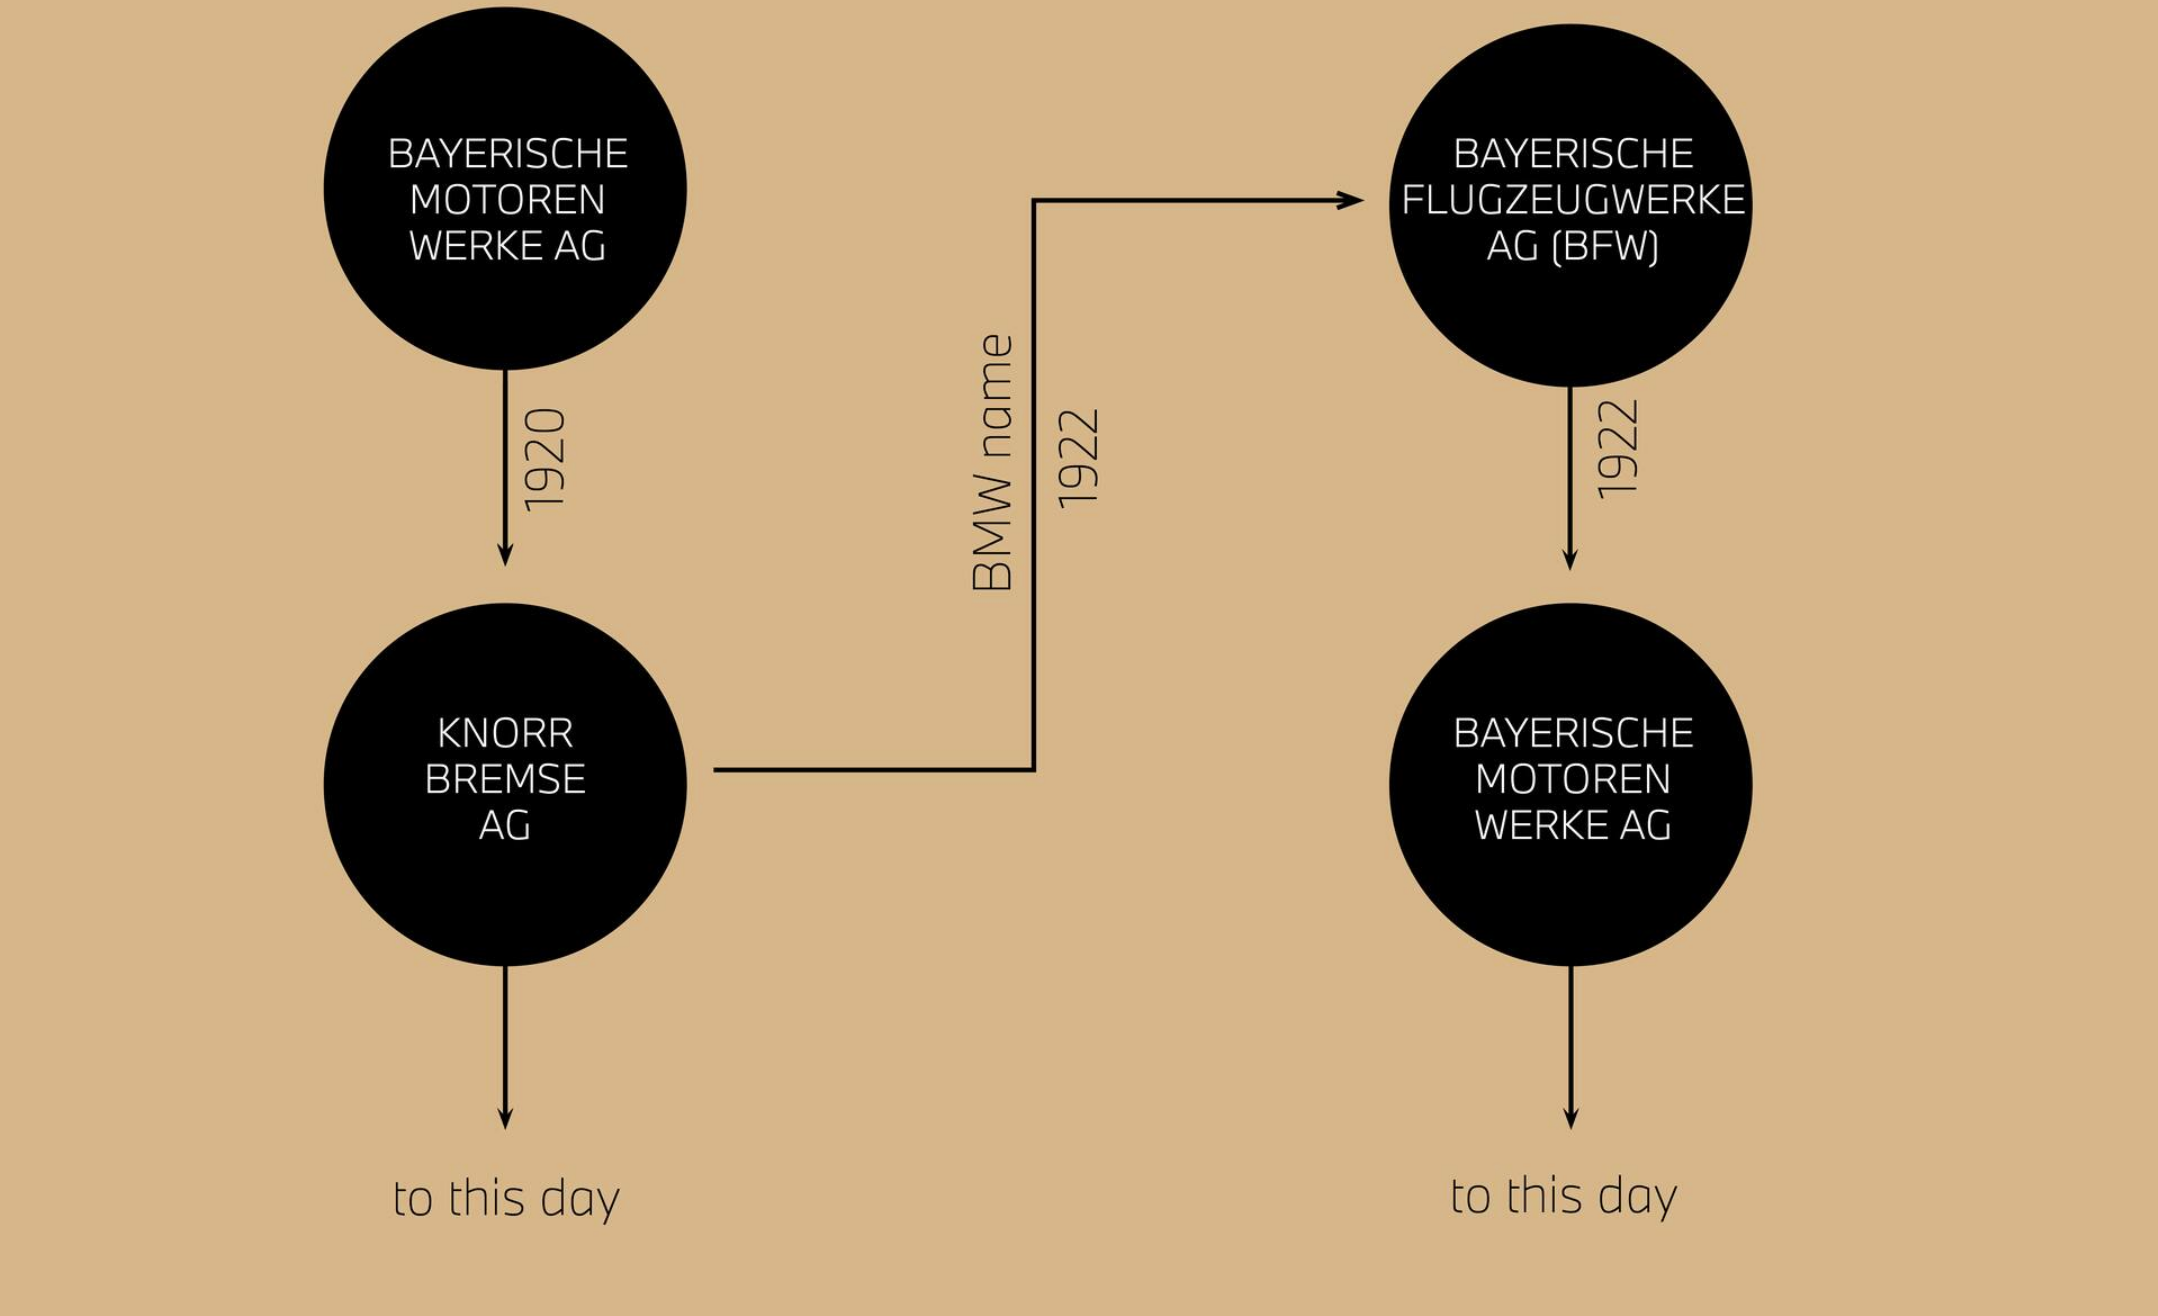 BAYERISCHE
MOTOREN
WERKE AG
BAYERISCHE
FLUGZEUGWERKE
AG (BFW)
1920
BMW name
1922
1922
KNORR
BREMSE
AG
BAYERISCHE
MOTOREN
WERKE AG
to this day
to this day